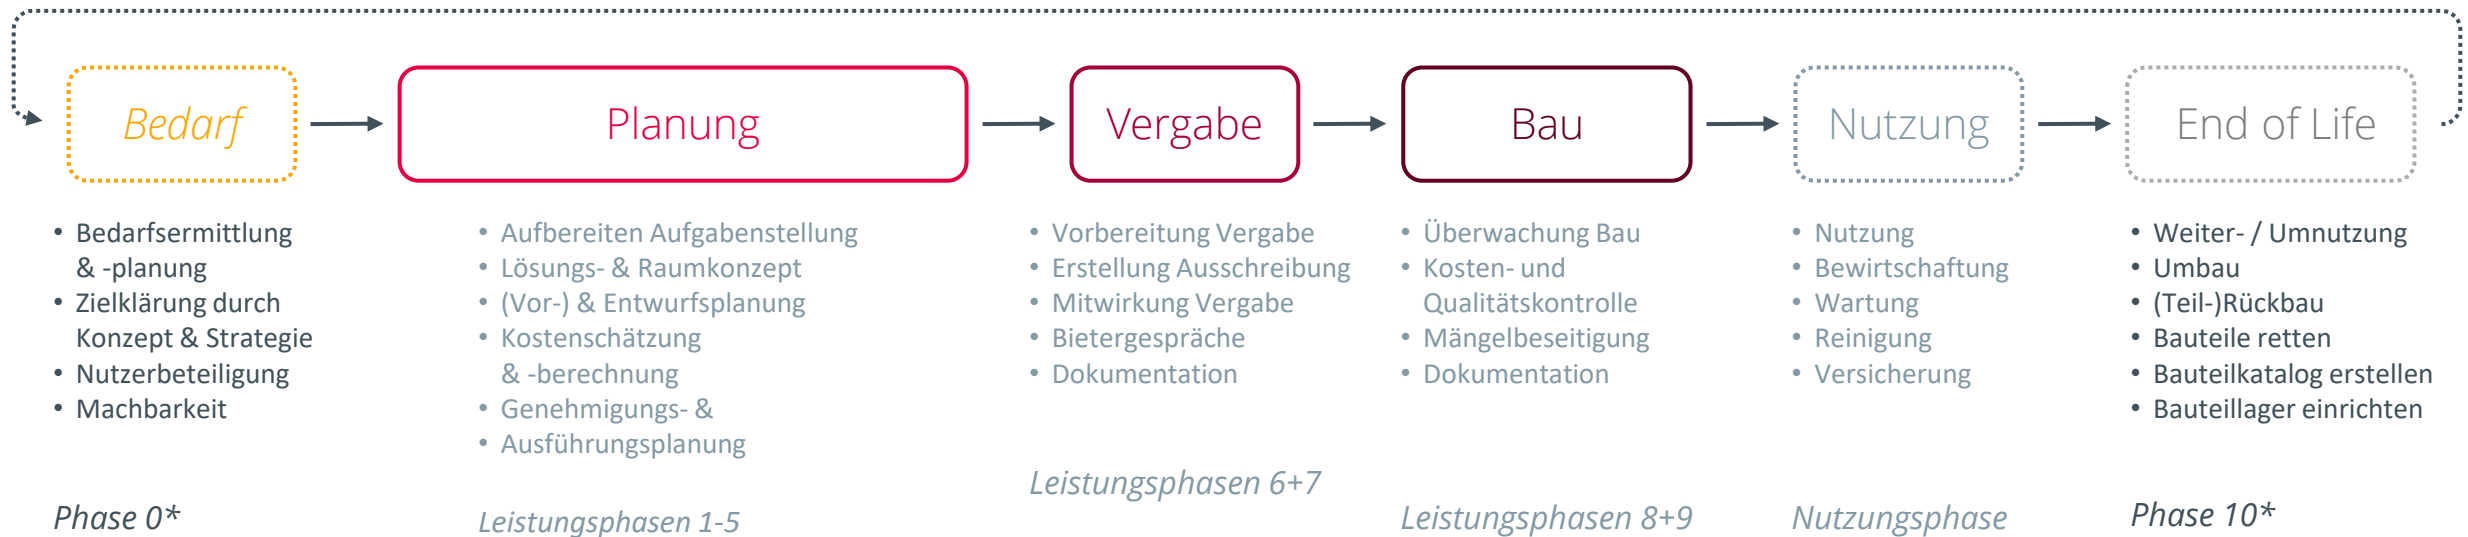 Bedarf
Planung
Vergabe
Bau
Nutzung
End of Life
• Bedarfsermittlung
& -planung
• Zielklärung durch
Konzept & Strategie
• Nutzerbeteiligung
• Machbarkeit
Phase 0*
• Aufbereiten Aufgabenstellung
• Lösungs- & Raumkonzept
• (Vor-) & Entwurfsplanung
• Kostenschätzung
& -berechnung
• Genehmigungs- &
• Ausführungsplanung
Leistungsphasen 1-5
• Vorbereitung Vergabe
• Erstellung Ausschreibung
• Mitwirkung Vergabe
• Bietergespräche
• Dokumentation
Leistungsphasen 6+7
• Überwachung Bau
• Kosten- und
Qualitätskontrolle
• Mängelbeseitigung
• Dokumentation
Leistungsphasen 8+9
• Nutzung
• Bewirtschaftung
• Wartung
• Reinigung
• Versicherung
Nutzungsphase
• Weiter- / Umnutzung
• Umbau
• (Teil-)Rückbau
• Bauteile retten
• Bauteilkatalog erstellen
• Bauteillager einrichten
Phase 10*